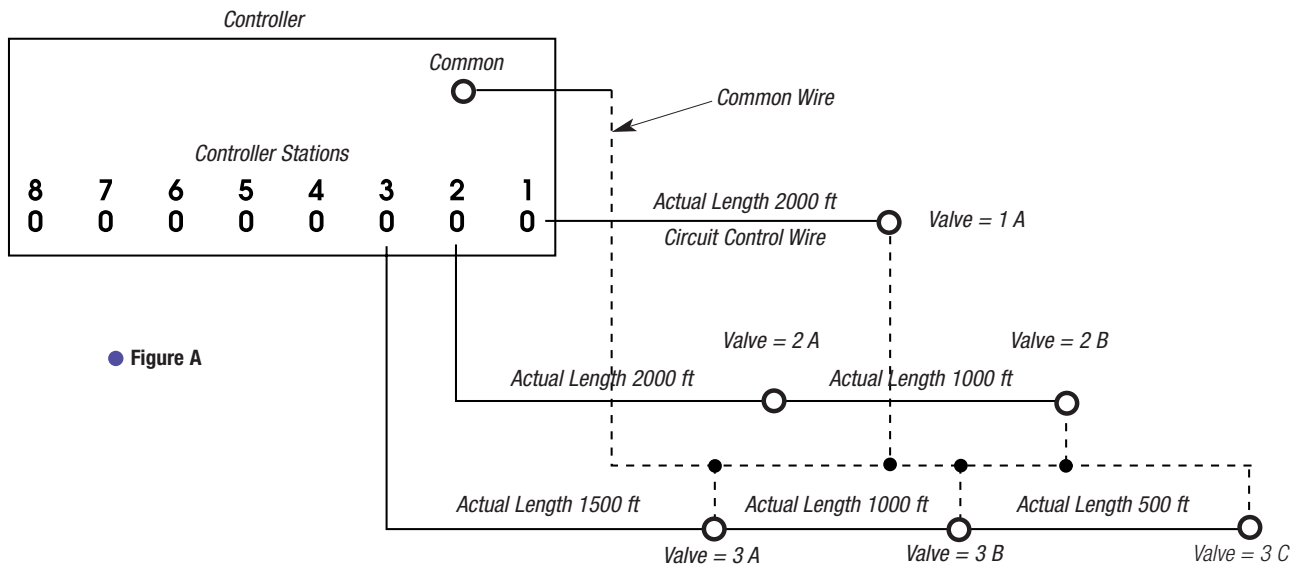 Controller
Common
Common Wire
Controller Stations
8 7 6 5 4 3 2 1
0 0 0 0 0 0 0 0
Actual Length 2000 ft
Circuit Control Wire
Valve = 1 A
Figure A
Valve = 2 A
Valve = 2 B
Actual Length 2000 ft
Actual Length 1000 ft
Actual Length 1500 ft
Actual Length 1000 ft
Actual Length 500 ft
Valve = 3 A
Valve = 3 B
Valve = 3 C